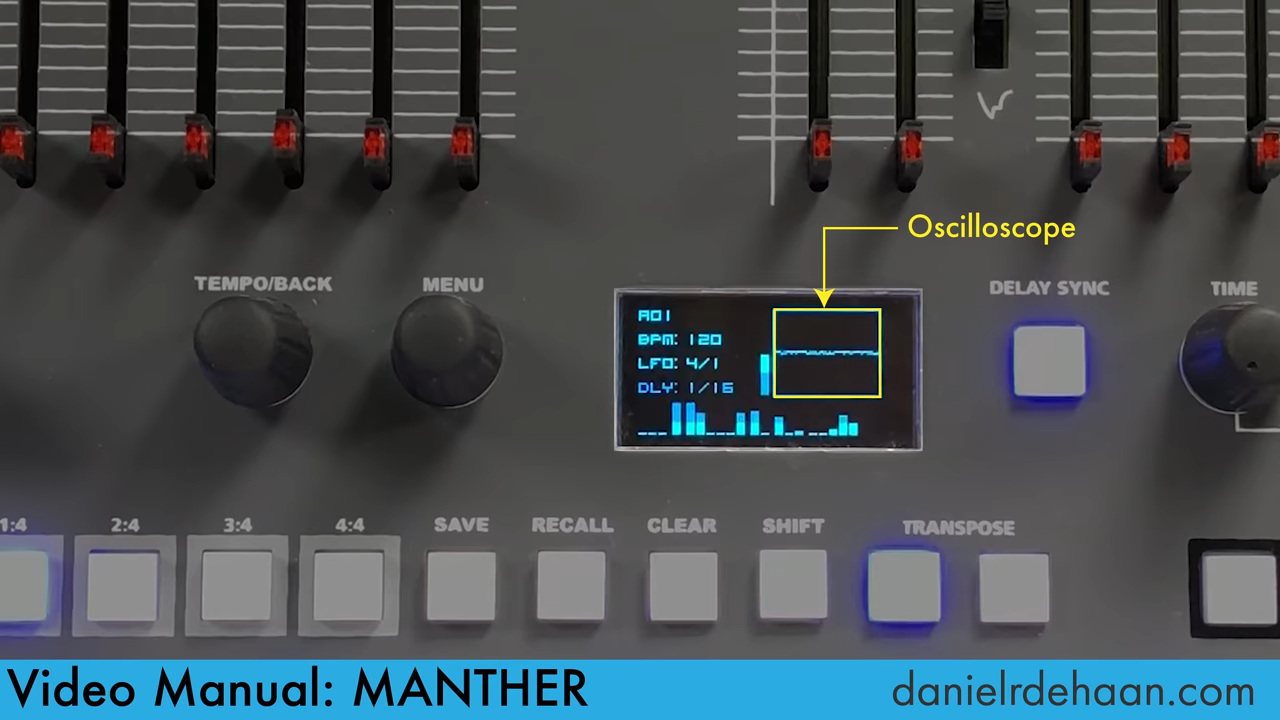 Oscilloscope
TEMPO/BACK
MENU
DELAY SYNC
TIME
A01
BPM: 120
LFO: 4/1
DLY: 1/16
1:4
2:4
3:4
4:4
SAVE
RECALL
CLEAR
SHIFT
TRANSPOSE
Video Manual: MANTHER
danielrdehaan.com